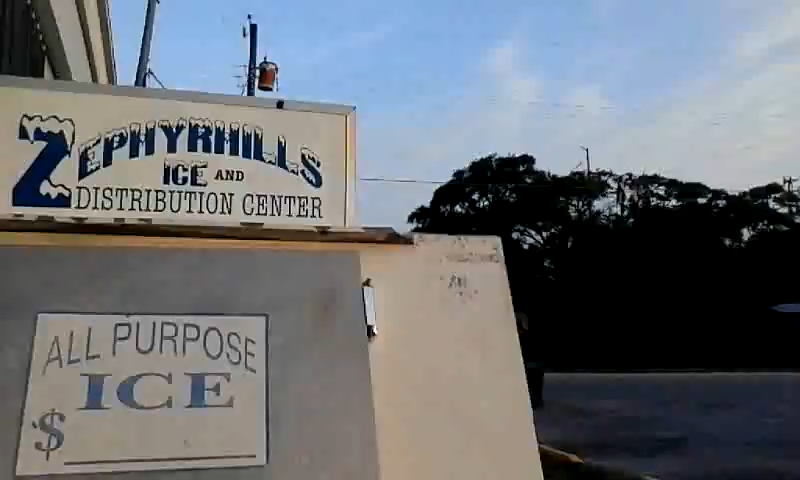 ZEPHYRHILLS
ICE AND
DISTRIBUTION CENTER
ALL PURPOSE
ICE
$